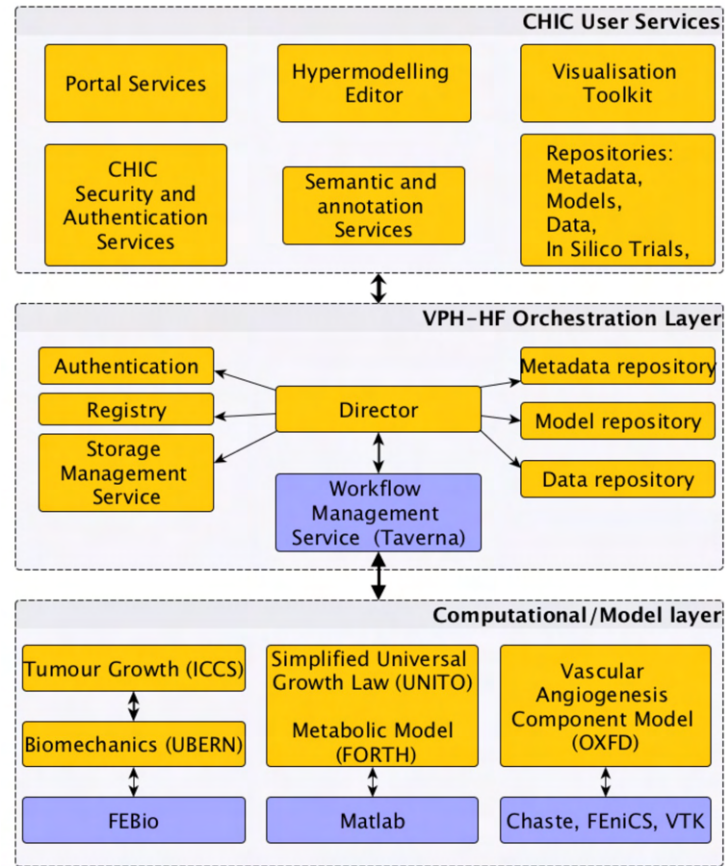 CHIC User Services
Portal Services
Hypermodelling
Editor
Visualisation
Toolkit
CHIC
Security and
Authentication
Services
Semantic and
annotation
Services
Repositories:
Metadata,
Models,
Data,
In Silico Trials,
VPH-HF Orchestration Layer
Authentication
Registry
Storage
Management
Service
Director
Workflow
Management
Service (Taverna)
Metadata repository
Model repository
Data repository
Computational/Model layer
Tumour Growth (ICCS)
Biomechanics (UBERN)
FEBio
Simplified Universal
Growth Law (UNITO)
Metabolic Model
(FORTH)
Matlab
Vascular
Angiogenesis
Component Model
(OXFD)
Chaste, FEniCS, VTK